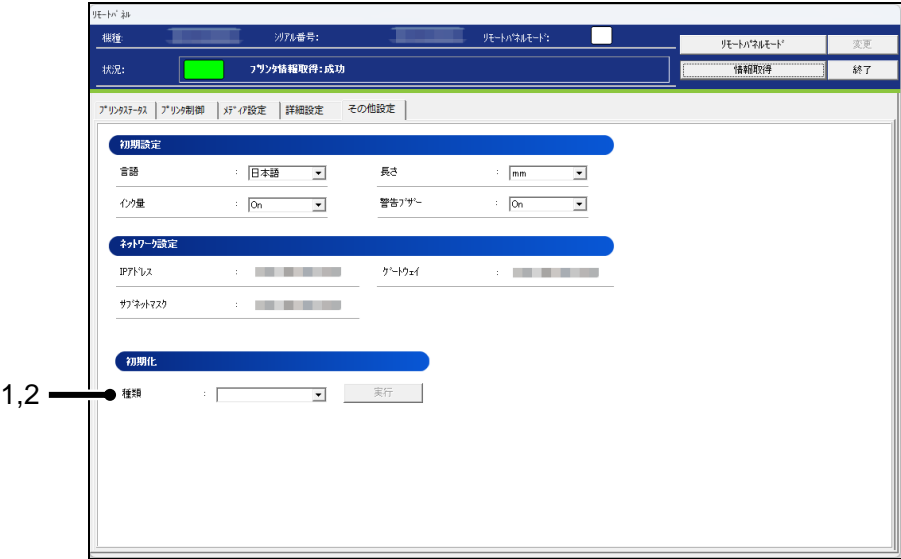 リモートパネル
機種: シリアル番号: リモートパネルモード: リモートパネルモード 変更
状況: プリンタ情報取得:成功 情報取得 終了
プリンタステータス プリンタ制御 メディア設定 詳細設定 その他設定
初期設定
言語 : 日本語 長さ : mm
インク量 : On 警告ブザー : On
ネットワーク設定
IPアドレス : ゲートウェイ :
サブネットマスク :
初期化
1,2 種類 : 実行